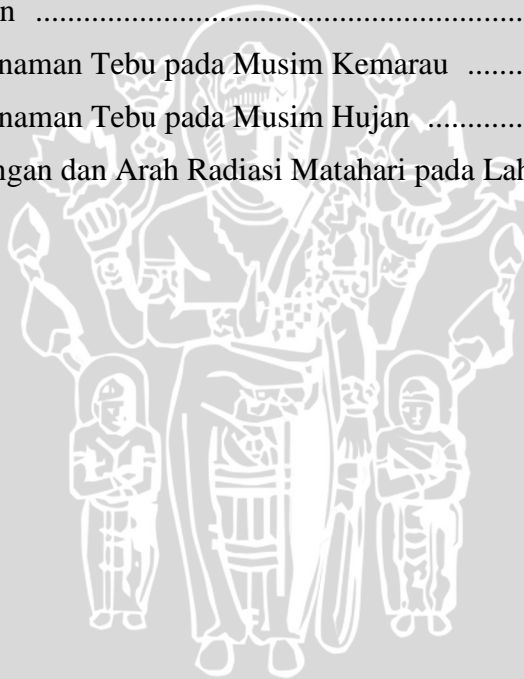 n ....................................................................
naman Tebu pada Musim Kemarau .......
naman Tebu pada Musim Hujan ............
ngan dan Arah Radiasi Matahari pada Lah